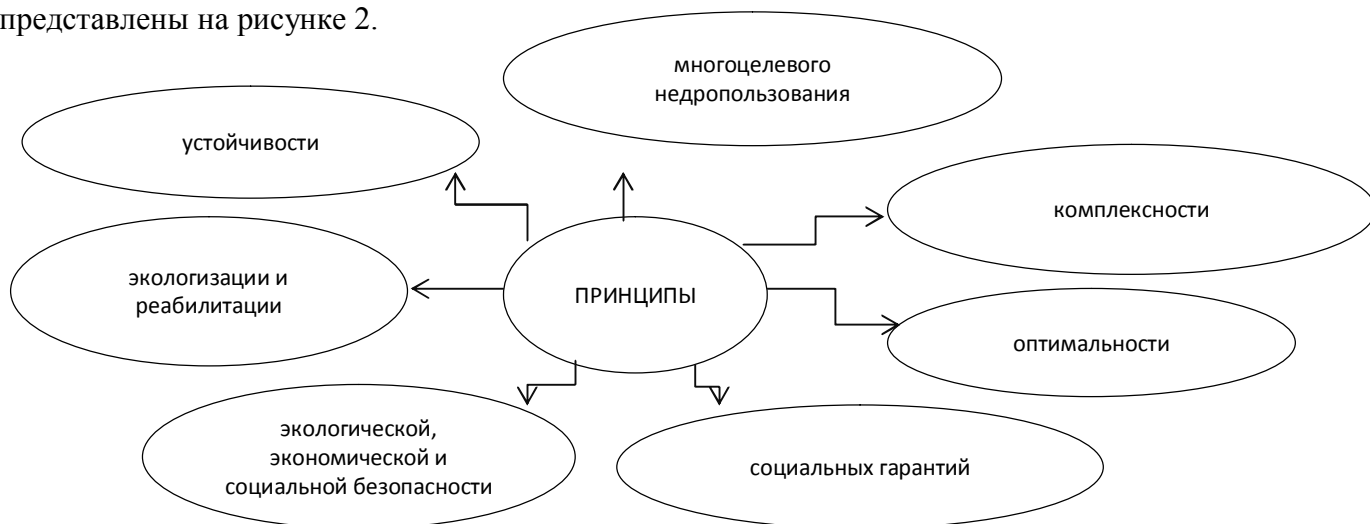 представлены на рисунке 2.
многоцелевого
недропользования
устойчивости
комплексности
экологизации и
реабилитации
ПРИНЦИПЫ
оптимальности
экологической,
экономической и
социальной безопасности
социальных гарантий